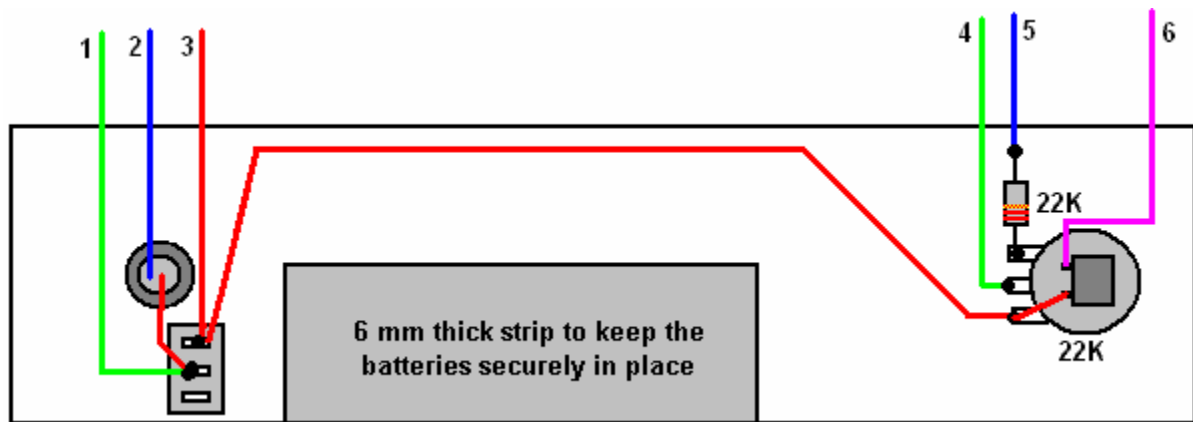 1
2
3
4
5
6
22K
6 mm thick strip to keep the
batteries securely in place
22K